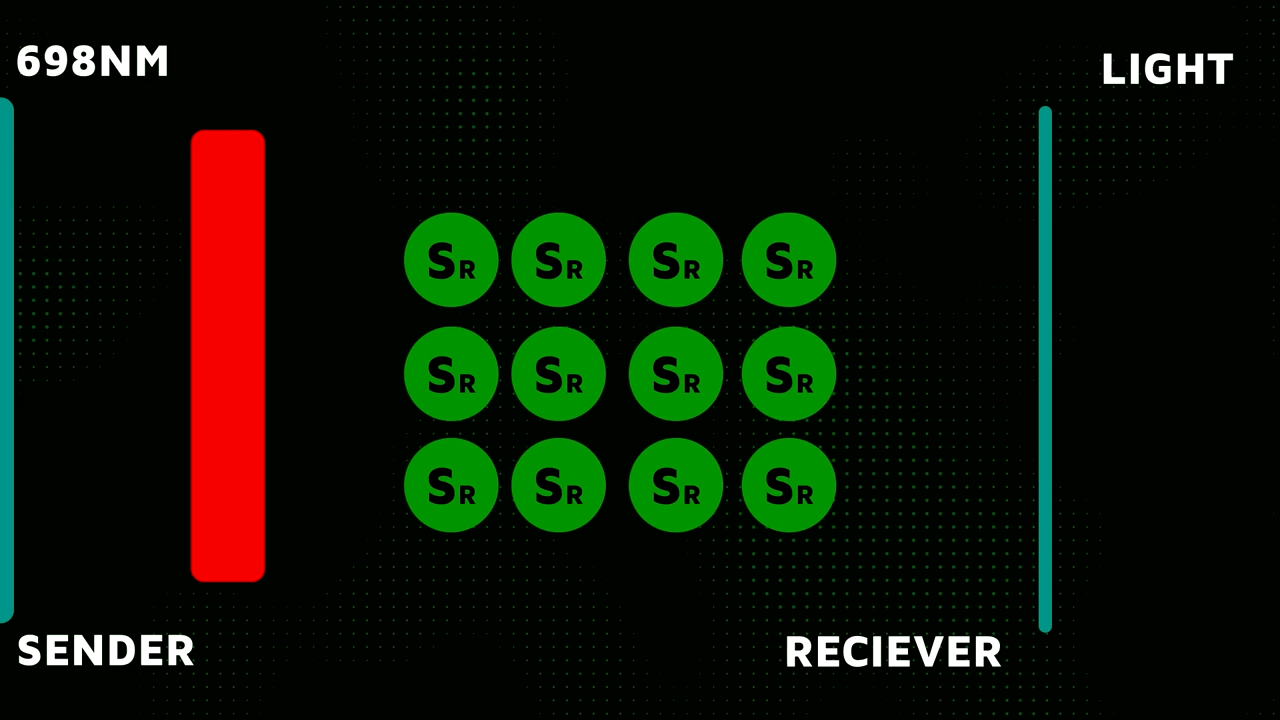 698NM
LIGHT
SR SR SR SR
SR SR SR SR
SR SR SR SR
SENDER
RECIEVER